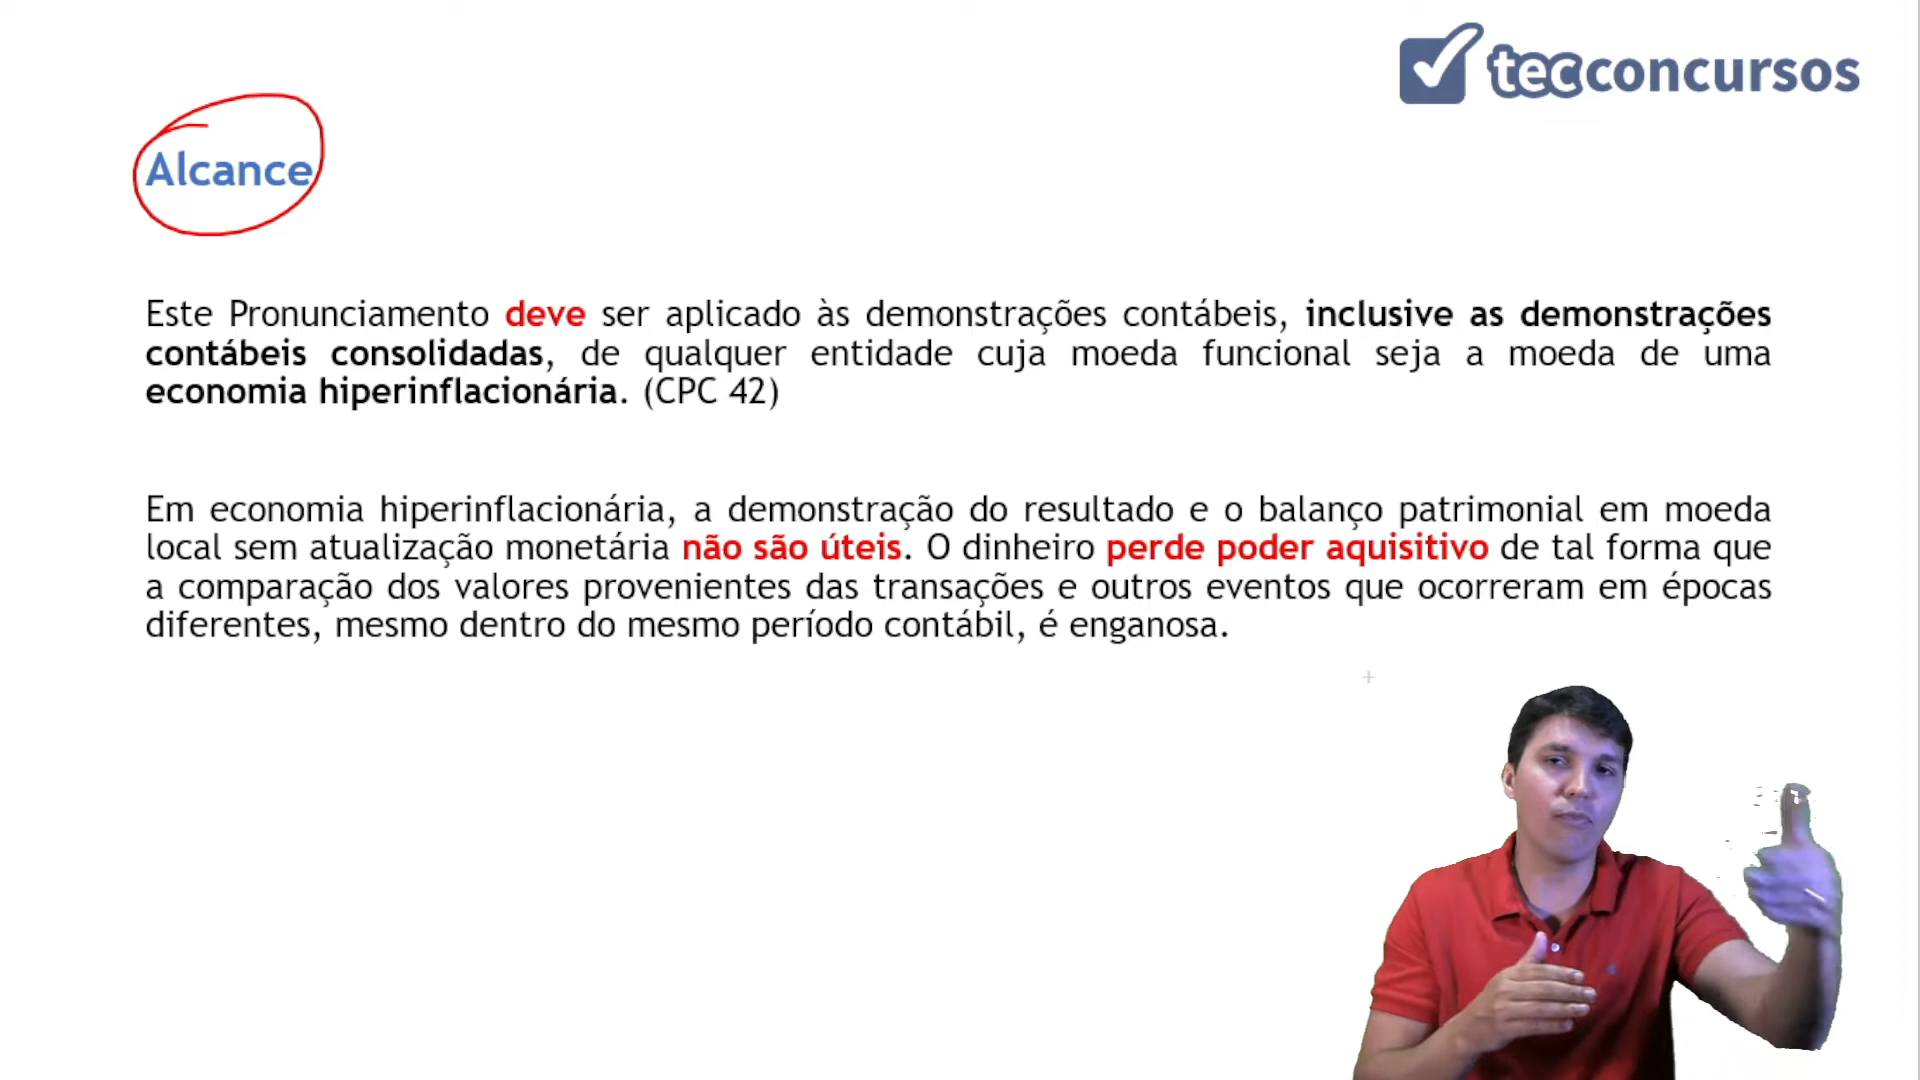 tecconcursos
Alcance
Este Pronunciamento deve ser aplicado às demonstrações contábeis, inclusive as demonstrações
contábeis consolidadas, de qualquer entidade cuja moeda funcional seja a moeda de uma
economia hiperinflacionária. (CPC 42)
Em economia hiperinflacionária, a demonstração do resultado e o balanço patrimonial em moeda
local sem atualização monetária não são úteis. O dinheiro perde poder aquisitivo de tal forma que
a comparação dos valores provenientes das transações e outros eventos que ocorreram em épocas
diferentes, mesmo dentro do mesmo período contábil, é enganosa.